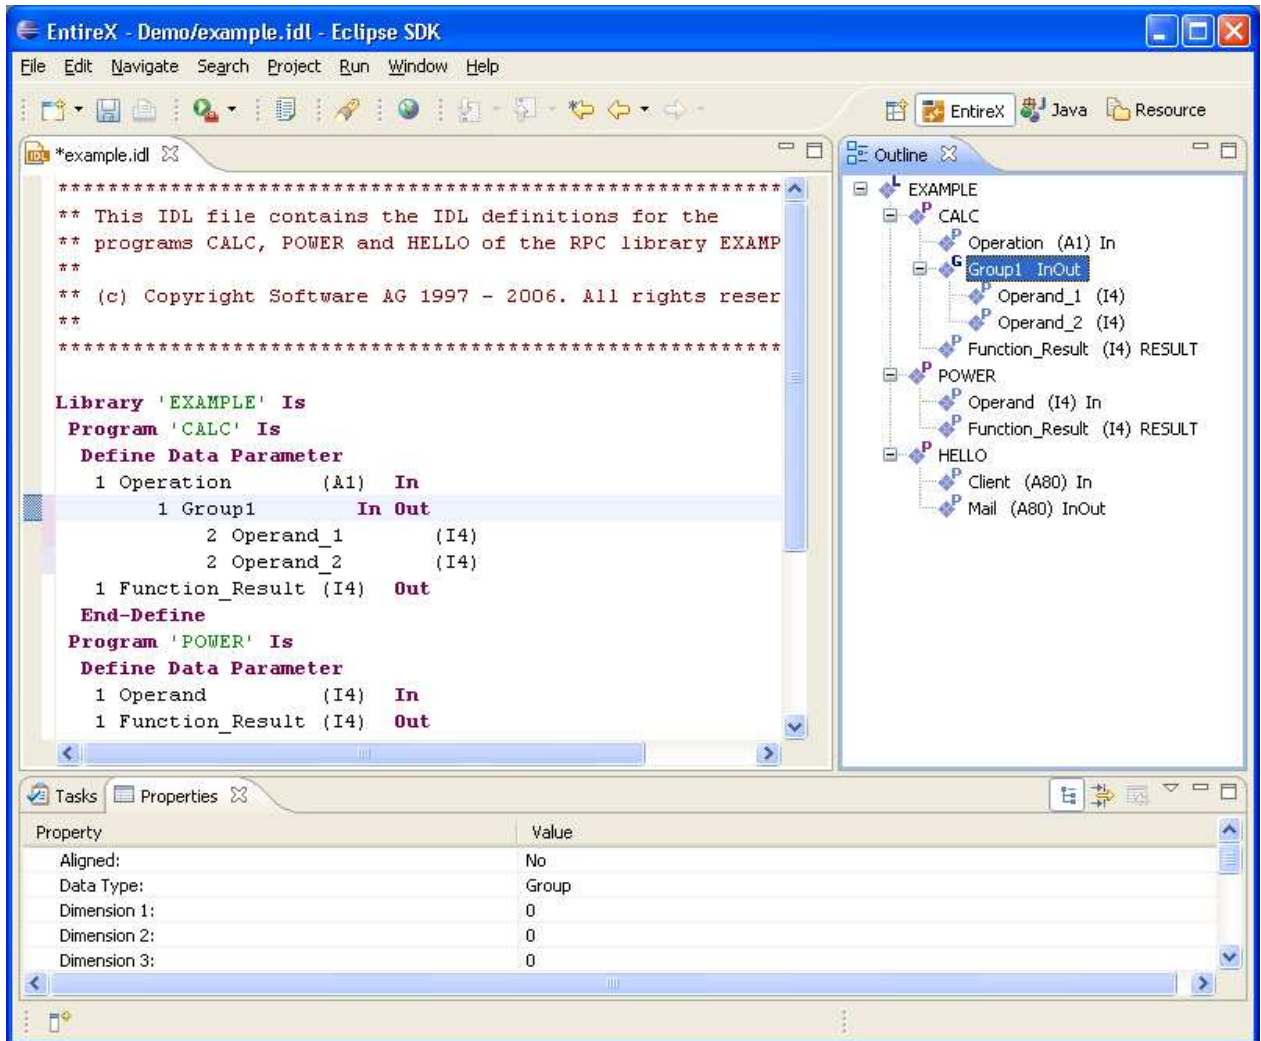 EntireX - Demo/example.idl - Eclipse SDK
File Edit Navigate Search Project Run Window Help
EntireX Java Resource
*example.idl
**********************************************************
** This IDL file contains the IDL definitions for the
** programs CALC, POWER and HELLO of the RPC library EXAMP
**
** (c) Copyright Software AG 1997 - 2006. All rights reser
**
**********************************************************
Library 'EXAMPLE' Is
Program 'CALC' Is
Define Data Parameter
1 Operation (A1) In
1 Group1 In Out
2 Operand_1 (I4)
2 Operand_2 (I4)
1 Function_Result (I4) Out
End-Define
Program 'POWER' Is
Define Data Parameter
1 Operand (I4) In
1 Function_Result (I4) Out
Outline
EXAMPLE
CALC
Operation (A1) In
Group1 InOut
Operand_1 (I4)
Operand_2 (I4)
Function_Result (I4) RESULT
POWER
Operand (I4) In
Function_Result (I4) RESULT
HELLO
Client (A80) In
Mail (A80) InOut
Tasks Properties
Property Value
Aligned: No
Data Type: Group
Dimension 1: 0
Dimension 2: 0
Dimension 3: 0